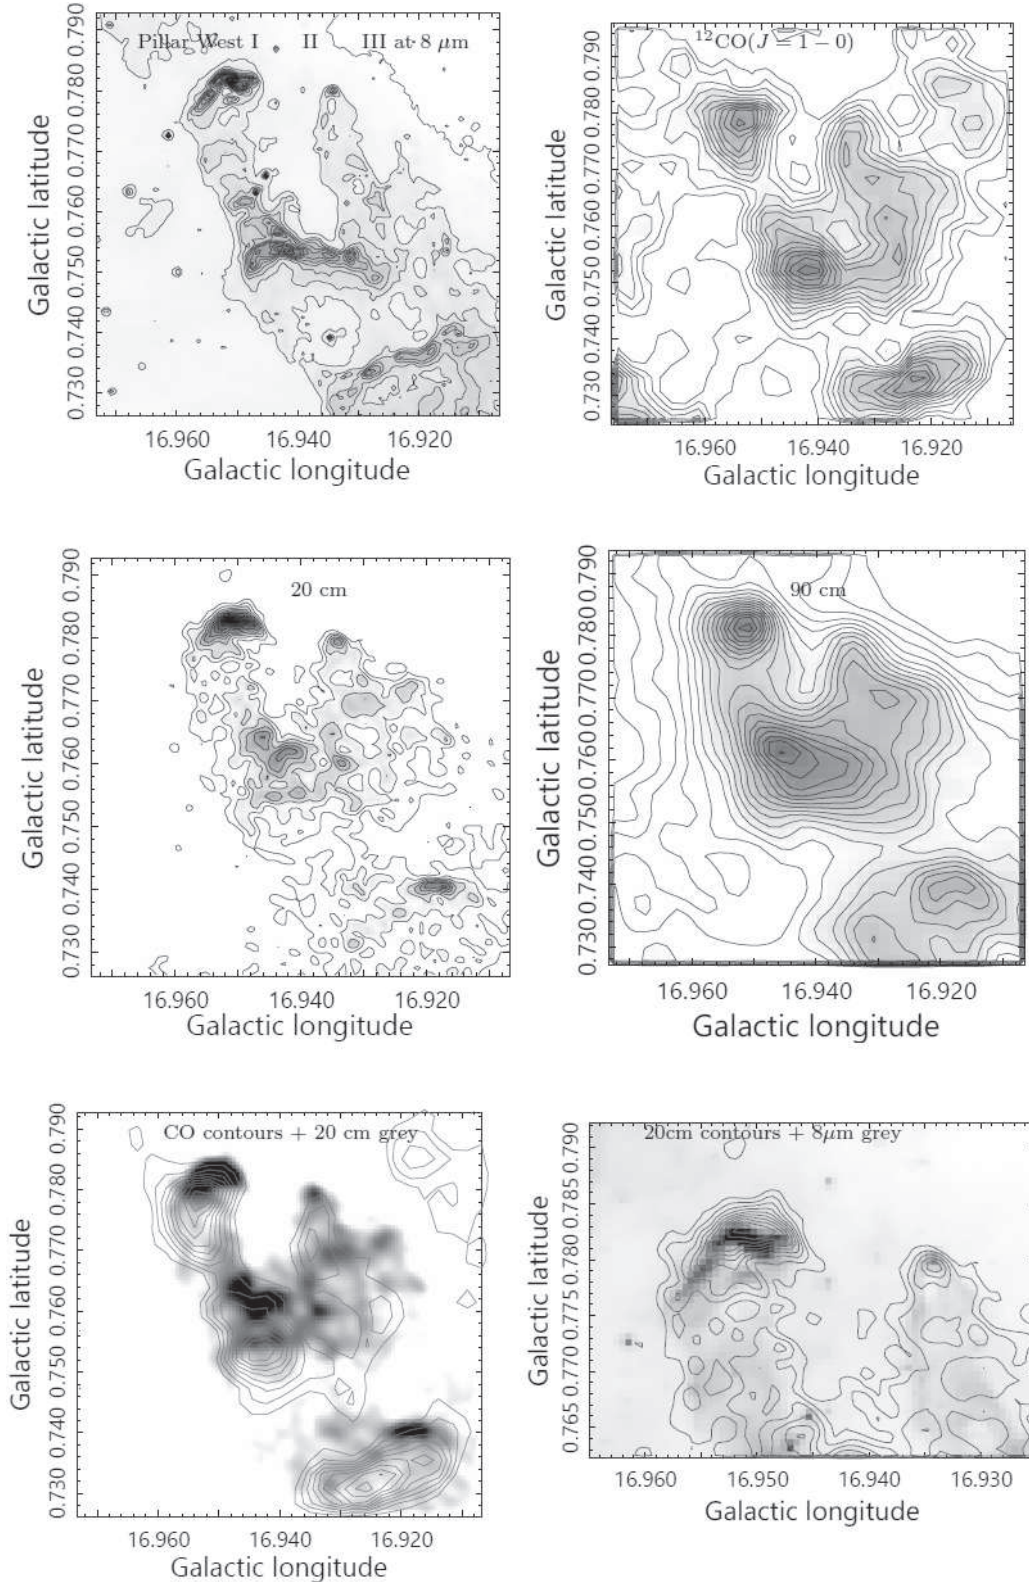 Pillar West I II III at 8 μm
0.730 0.740 0.750 0.760 0.770 0.780 0.790
Galactic latitude
16.960 16.940 16.920
Galactic longitude
¹²CO(J = 1 − 0)
0.730 0.740 0.750 0.760 0.770 0.780 0.790
Galactic latitude
16.960 16.940 16.920
Galactic longitude
20 cm
0.730 0.740 0.750 0.760 0.770 0.780 0.790
Galactic latitude
16.960 16.940 16.920
Galactic longitude
90 cm
0.730 0.740 0.750 0.760 0.770 0.780 0.790
Galactic latitude
16.960 16.940 16.920
Galactic longitude
CO contours + 20 cm grey
0.730 0.740 0.750 0.760 0.770 0.780 0.790
Galactic latitude
16.960 16.940 16.920
Galactic longitude
20cm contours + 8μm grey
0.765 0.770 0.775 0.780 0.785 0.790
Galactic latitude
16.960 16.950 16.940 16.930
Galactic longitude